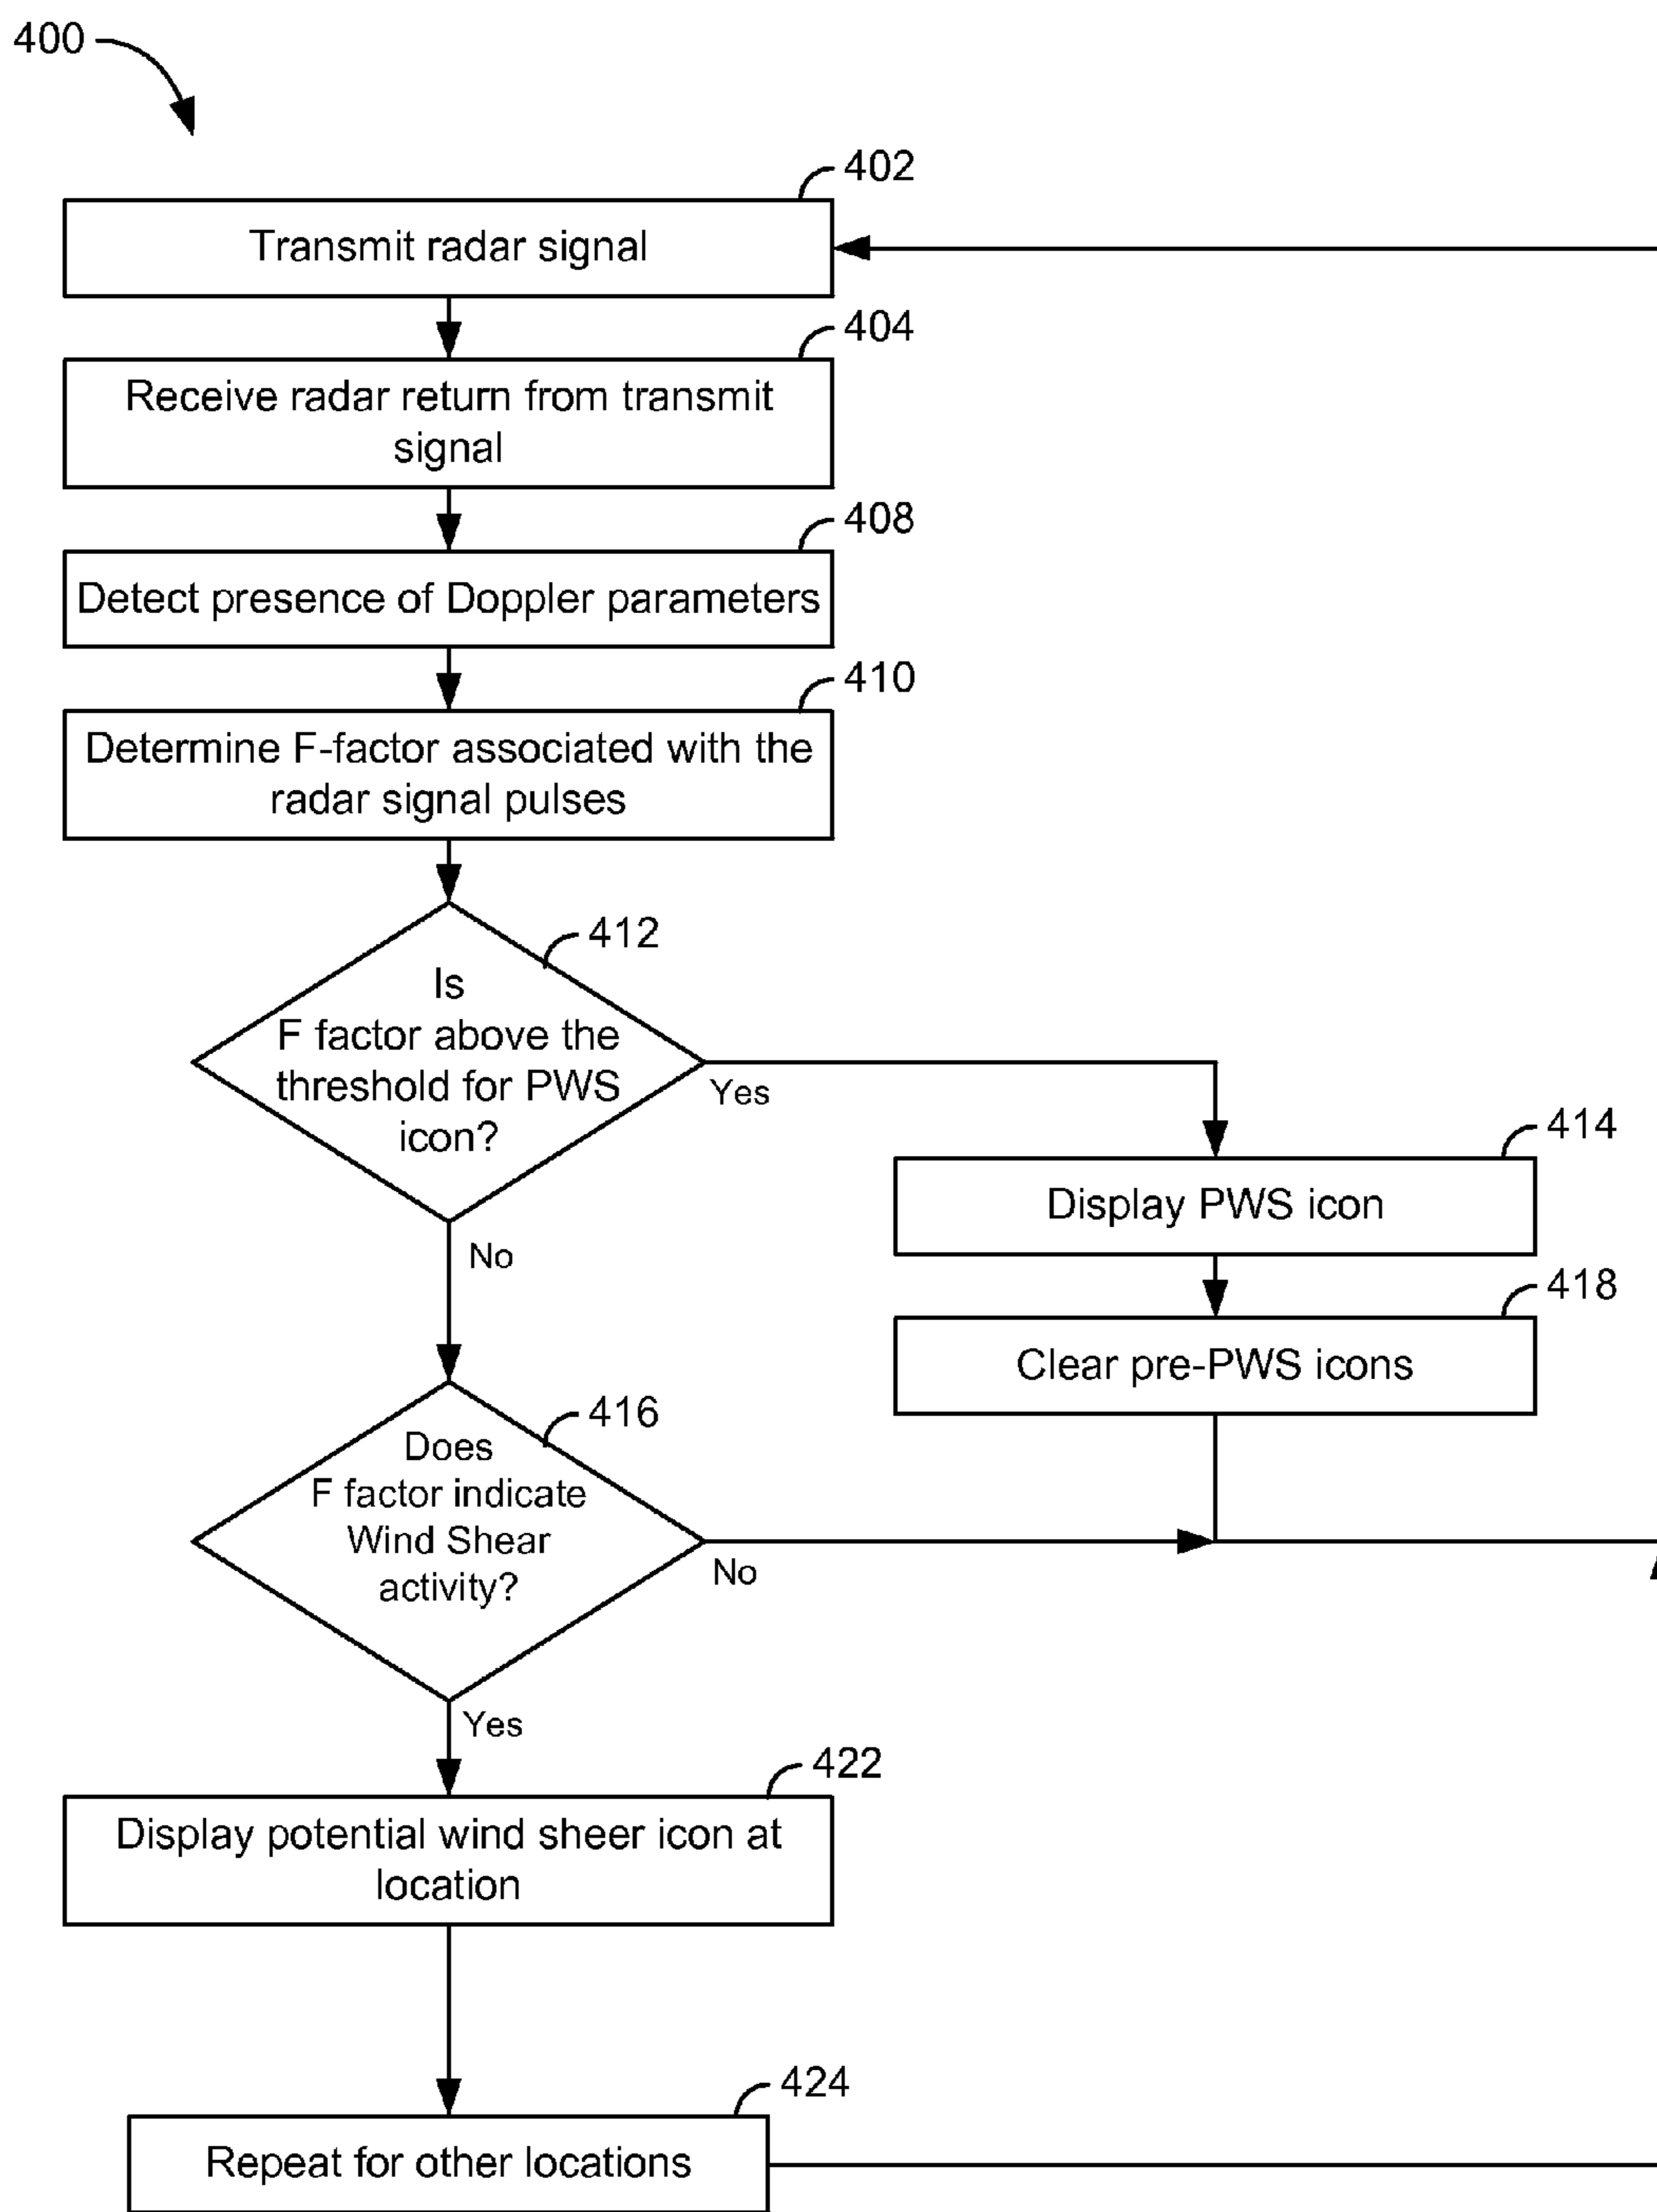 400
402
Transmit radar signal
404
Receive radar return from transmit
signal
408
Detect presence of Doppler parameters
410
Determine F-factor associated with the
radar signal pulses
412
Is
F factor above the
threshold for PWS
icon?
Yes
No
414
Display PWS icon
418
Clear pre-PWS icons
416
Does
F factor indicate
Wind Shear
activity?
No
Yes
422
Display potential wind sheer icon at
location
424
Repeat for other locations